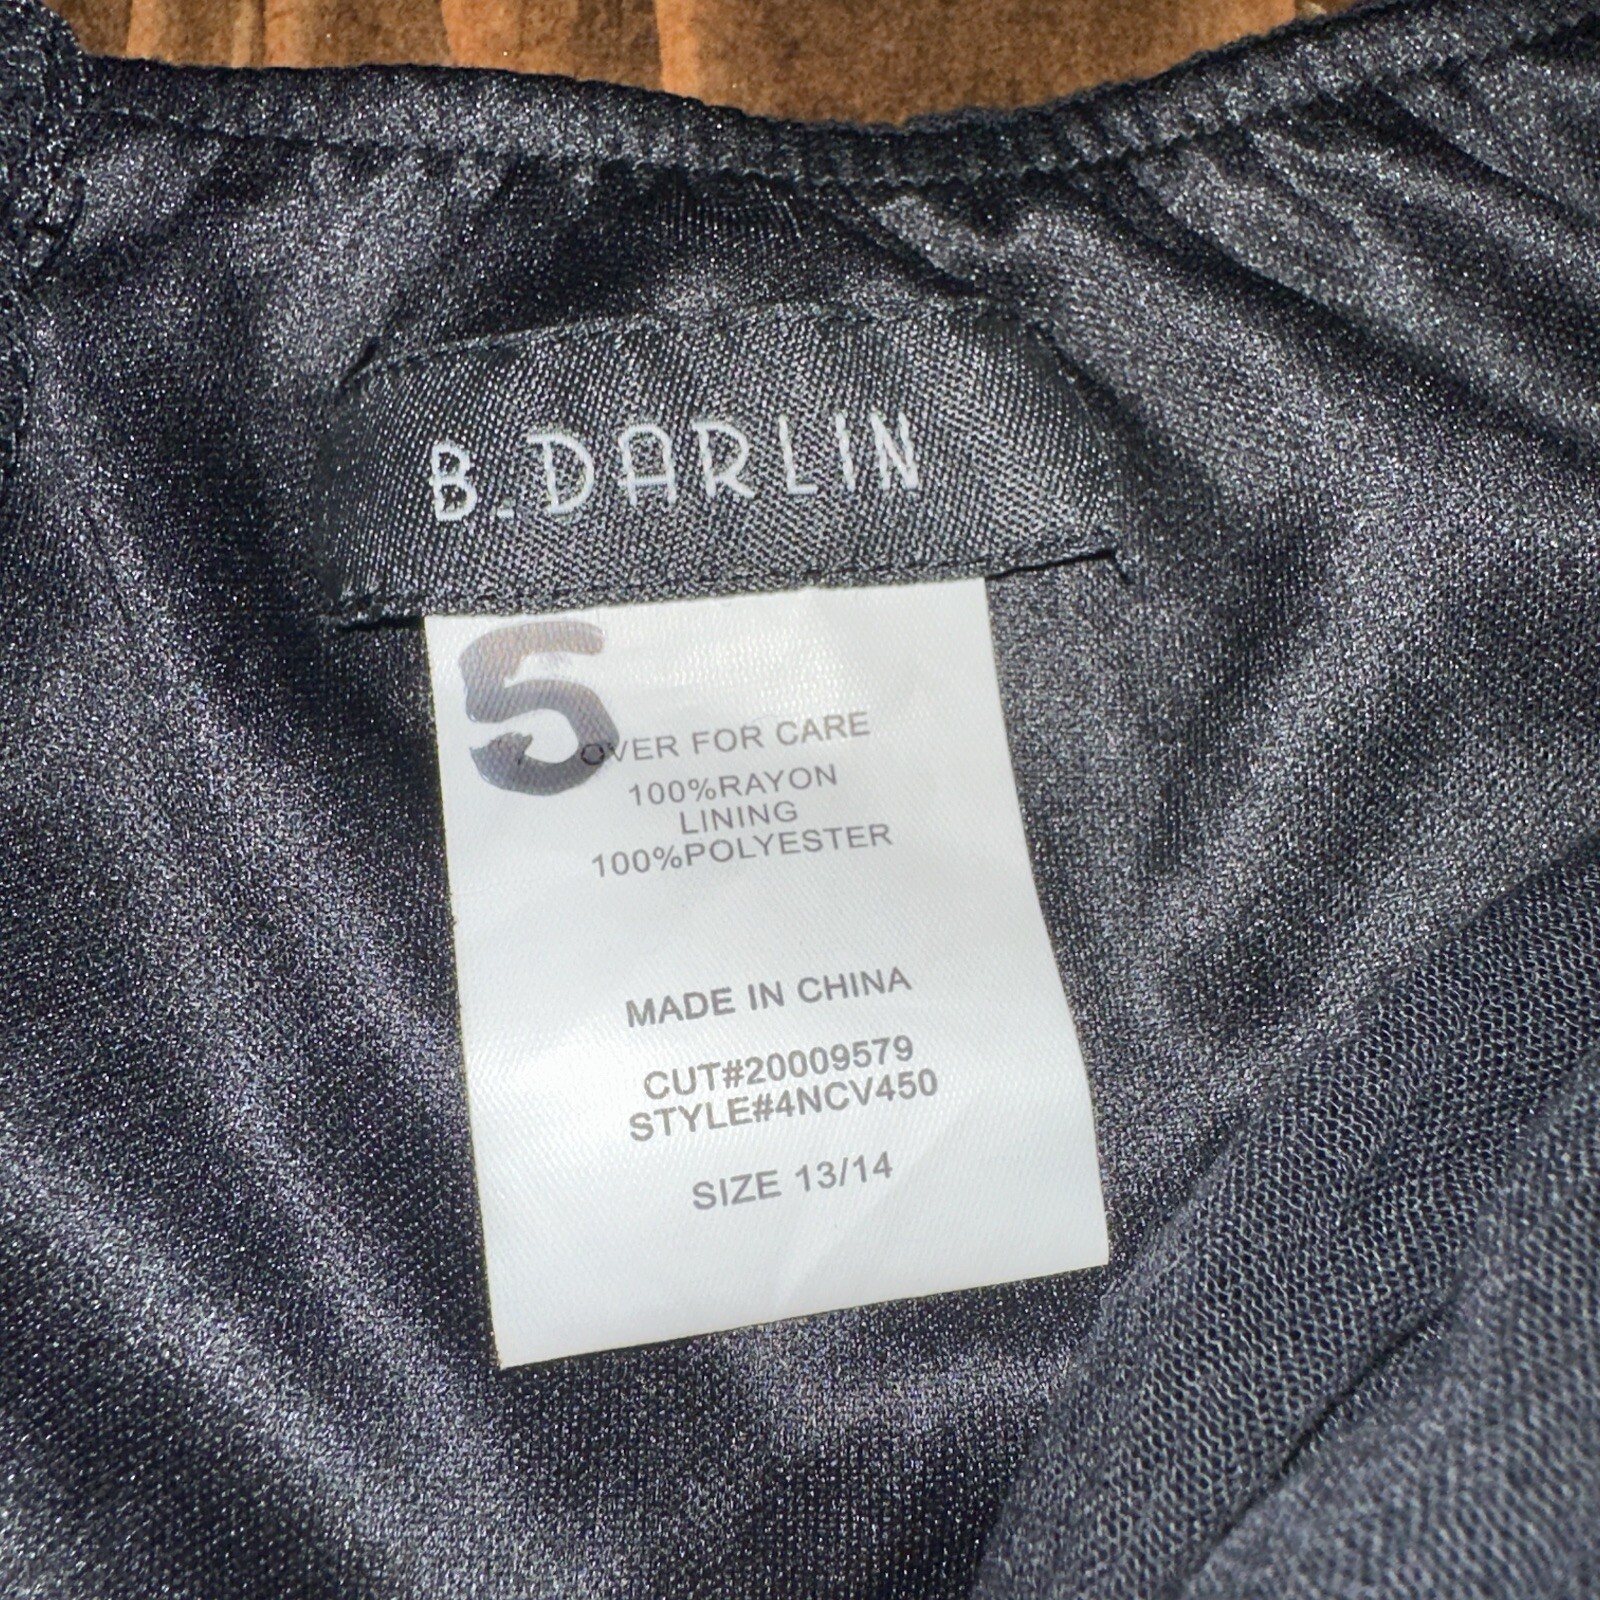 B. DARLIN
5
OVER FOR CARE
100%RAYON
LINING
100%POLYESTER
MADE IN CHINA
CUT#20009579
STYLE#4NCV450
SIZE 13/14